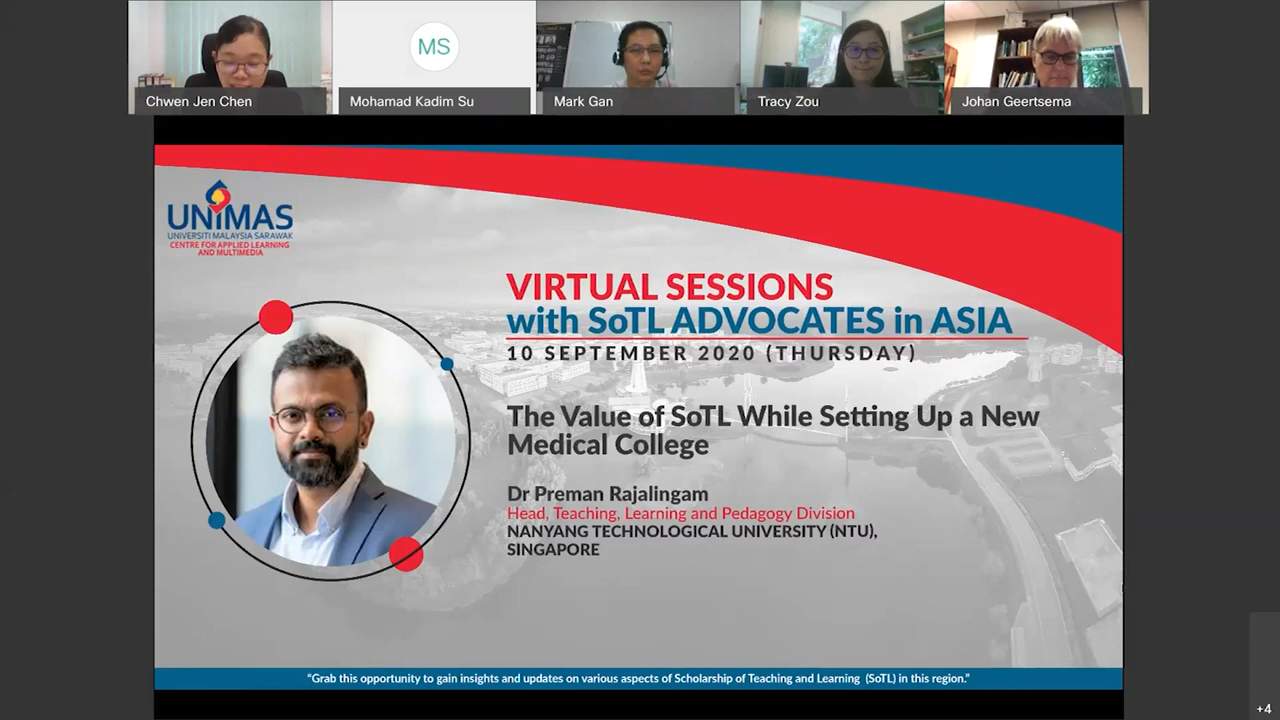 MS
Chwen Jen Chen
Mohamad Kadim Su
Mark Gan
Tracy Zou
Johan Geertsema
UNIMAS
UNIVERSITI MALAYSIA SARAWAK
CENTRE FOR APPLIED LEARNING
AND MULTIMEDIA
VIRTUAL SESSIONS
with SoTL ADVOCATES in ASIA
10 SEPTEMBER 2020 (THURSDAY)
The Value of SoTL While Setting Up a New
Medical College
Dr Preman Rajalingam
Head, Teaching, Learning and Pedagogy Division
NANYANG TECHNOLOGICAL UNIVERSITY (NTU),
SINGAPORE
"Grab this opportunity to gain insights and updates on various aspects of Scholarship of Teaching and Learning (SoTL) in this region."
+4